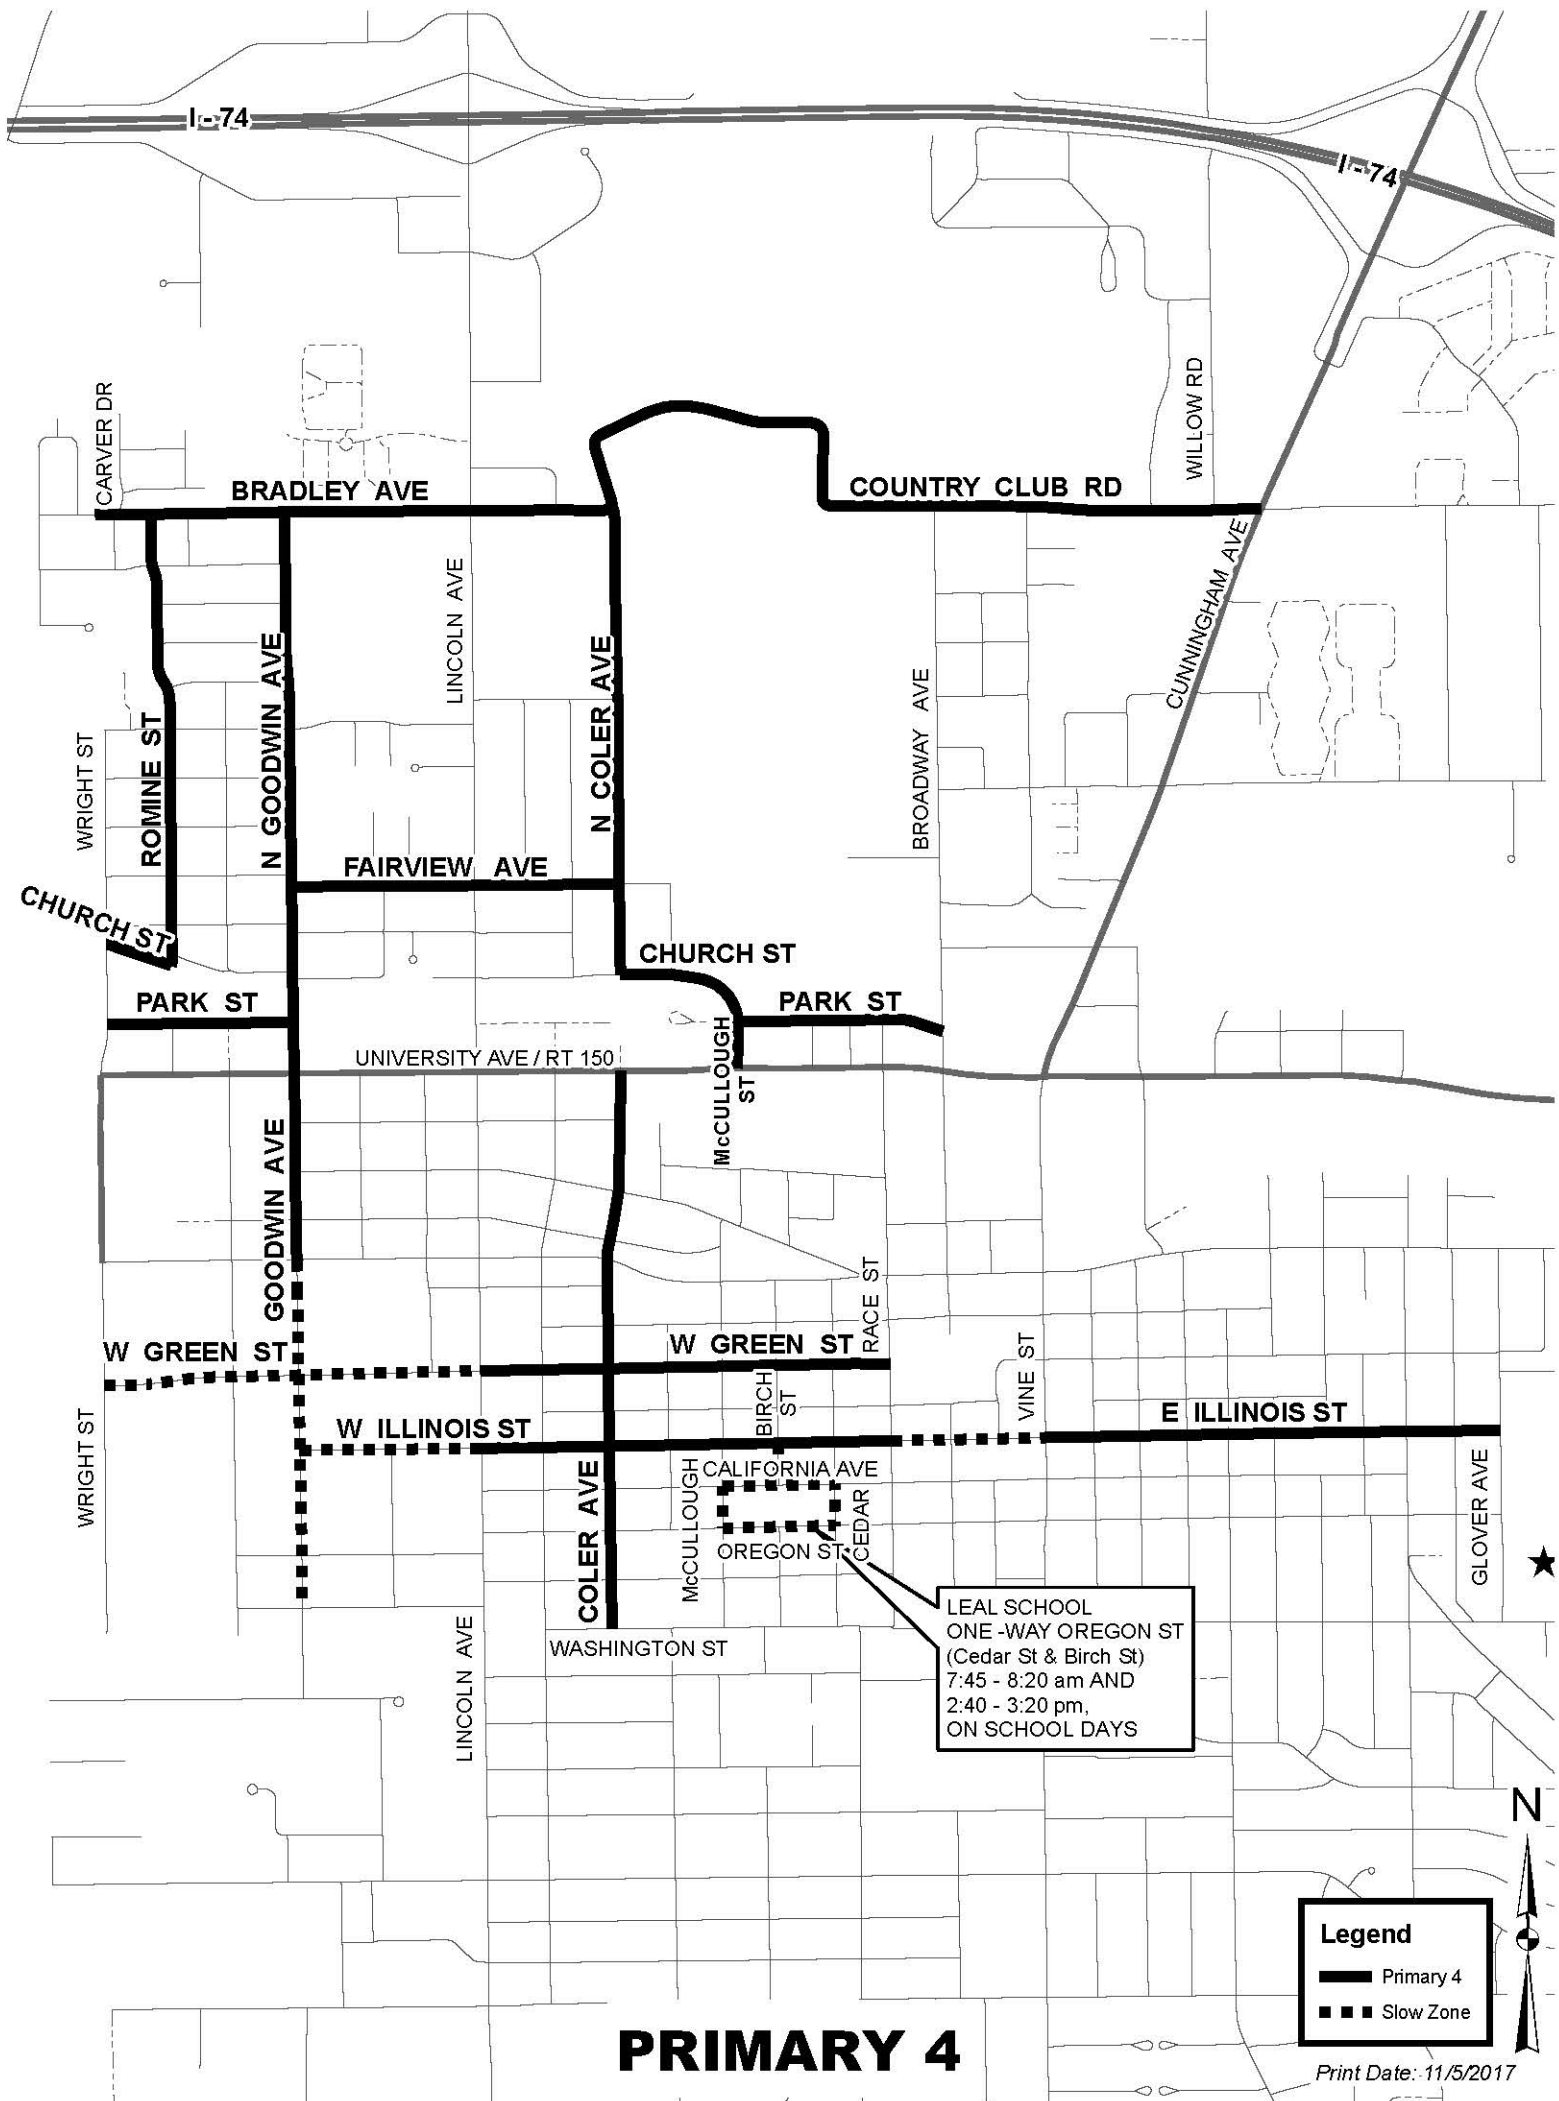 I - 74
I - 74
CARVER DR
WILLOW RD
BRADLEY AVE
COUNTRY CLUB RD
CUNNINGHAM AVE
LINCOLN AVE
N GOODWIN AVE
N COLER AVE
BROADWAY AVE
WRIGHT ST
ROMINE ST
FAIRVIEW AVE
CHURCH ST
CHURCH ST
PARK ST
PARK ST
UNIVERSITY AVE / RT 150
McCULLOUGH
ST
GOODWIN AVE
RACE ST
W GREEN ST
W GREEN ST
BIRCH
ST
VINE ST
W ILLINOIS ST
E ILLINOIS ST
WRIGHT ST
COLER AVE
McCULLOUGH
CALIFORNIA AVE
CEDAR
OREGON ST
GLOVER AVE
LINCOLN AVE
WASHINGTON ST
LEAL SCHOOL
ONE -WAY OREGON ST
(Cedar St & Birch St)
7:45 - 8:20 am AND
2:40 - 3:20 pm,
ON SCHOOL DAYS
N
Legend
Primary 4
Slow Zone
PRIMARY 4
Print Date: 11/5/2017